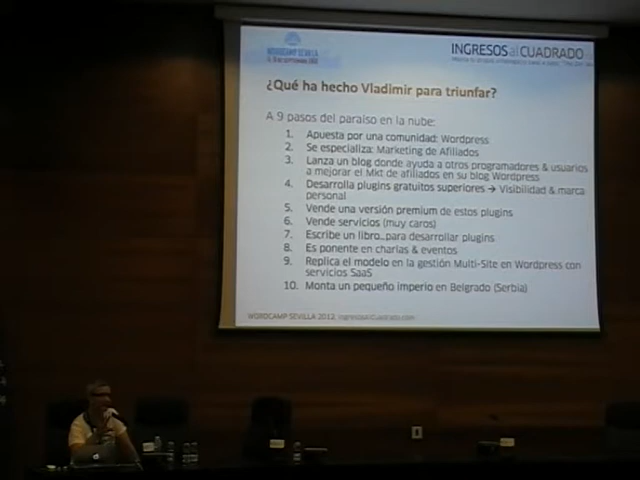 WORDCAMP SEVILLA
INGRESOS al CUADRADO
¿Qué ha hecho Vladimir para triunfar?
A 9 pasos del paraíso en la nube:
1. Apuesta por una comunidad: Wordpress
2. Se especializa: Marketing de Afiliados
3. Lanza un blog donde ayuda a otros programadores & usuarios
a mejorar el Mkt de afiliados en su blog Wordpress
4. Desarrolla plugins gratuitos superiores → Visibilidad & marca
personal
5. Vende una versión premium de estos plugins
6. Vende servicios (muy caros)
7. Escribe un libro...para desarrollar plugins
8. Es ponente en charlas & eventos
9. Replica el modelo en la gestión Multi-Site en Wordpress con
servicios SaaS
10. Monta un pequeño imperio en Belgrado (Serbia)
WORDCAMP SEVILLA 2012. IngresosAlCuadrado.com